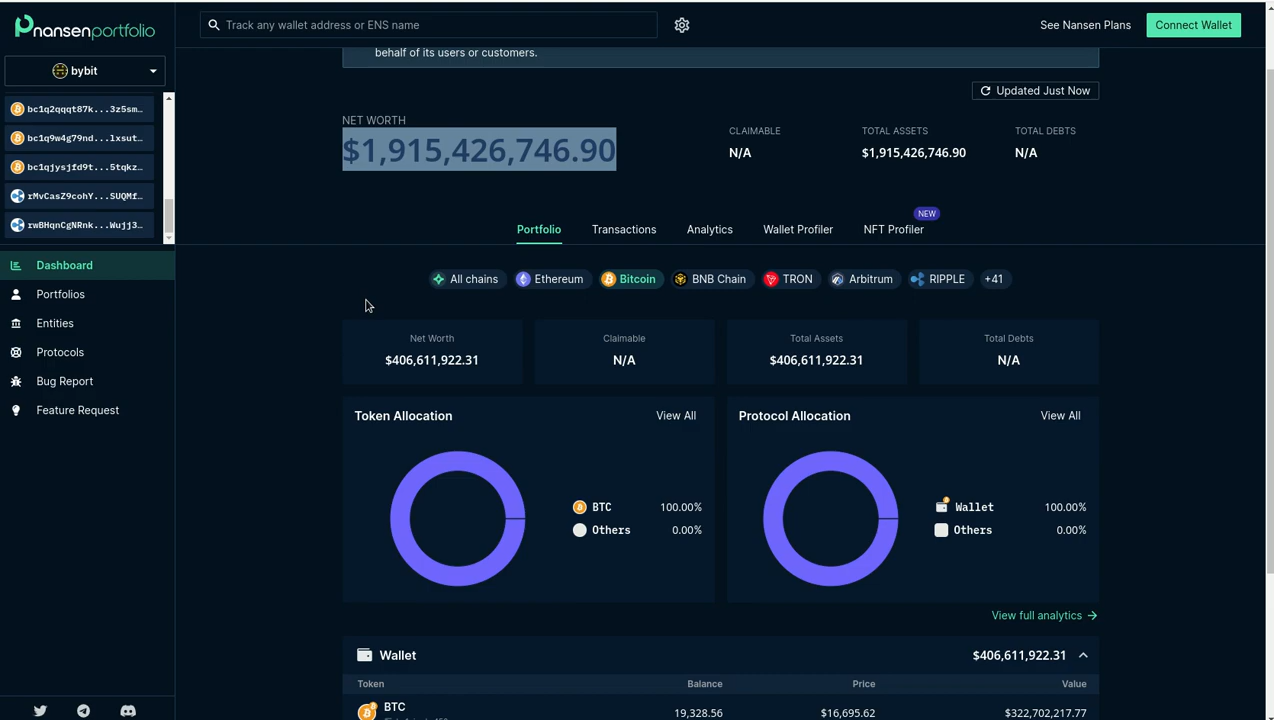 nansenportfolio
Track any wallet address or ENS name
See Nansen Plans
Connect Wallet
bybit
bc1q2qqqt87k...3z5sm...
bc1q9w4g79nd...lxsut...
bc1qjysjfd9t...5tqkz...
rMvCasZ9cohY...SUQMf...
rwBHqnCgNRnk...Wujj3...
Dashboard
Portfolios
Entities
Protocols
Bug Report
Feature Request
behalf of its users or customers.
Updated Just Now
NET WORTH
$1,915,426,746.90
CLAIMABLE
N/A
TOTAL ASSETS
$1,915,426,746.90
TOTAL DEBTS
N/A
Portfolio
Transactions
Analytics
Wallet Profiler
NEW
NFT Profiler
All chains
Ethereum
Bitcoin
BNB Chain
TRON
Arbitrum
RIPPLE
+41
Net Worth
$406,611,922.31
Claimable
N/A
Total Assets
$406,611,922.31
Total Debts
N/A
Token Allocation
View All
BTC 100.00%
Others 0.00%
Protocol Allocation
View All
Wallet 100.00%
Others 0.00%
View full analytics
Wallet $406,611,922.31
Token Balance Price Value
BTC
19,328.56 $16,695.62 $322,702,217.77